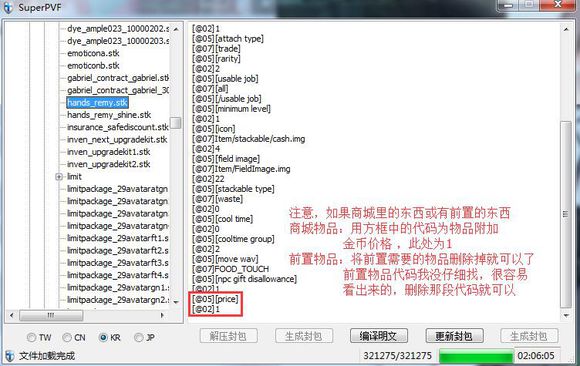 SuperPVF
dye_ample023_10000202.s
dye_ample023_10000203.s
emoticona.stk
emoticonb.stk
gabriel_contract_gabriel.stk
gabriel_contract_gabriel_30
hands_remy.stk
hands_remy_shine.stk
insurance_safediscount.stk
inven_next_upgradekit.stk
inven_upgradekit1.stk
inven_upgradekit2.stk
limit
limitpackage_29avataratgn
limitpackage_29avataratgn
limitpackage_29avataratgn
limitpackage_29avatarft1.s
limitpackage_29avatarft2.s
limitpackage_29avatarft3.s
limitpackage_29avatarft4.s
limitpackage_29avatargn1.
limitpackage_29avatargn2.
[@02]1
[@05][attach type]
[@07][trade]
[@05][rarity]
[@02]2
[@05][usable job]
[@07][all]
[@05][/usable job]
[@05][minimum level]
[@02]1
[@05][icon]
[@07]Item/stackable/cash.img
[@02]4
[@05][field image]
[@07]Item/FieldImage.img
[@02]22
[@05][stackable type]
[@07][waste]
[@02]0
[@05][cool time]
[@02]0
[@05][cooltime group]
[@02]2
[@05][move wav]
[@07]FOOD_TOUCH
[@05][npc gift disallowance]
[@02]1
[@05][price]
[@02]1
注意，如果商城里的东西或有前置的东西
商城物品：用方框中的代码为物品附加
金币价格 ，此处为1
前置物品：将前置需要的物品删除掉就可以了
前置物品代码我没仔细找，很容易
看出来的，删除那段代码就可以
TW CN KR JP 解压封包 生成封包 编译明文 更新封包 生成封包
文件加载完成 321275/321275 02:06:05